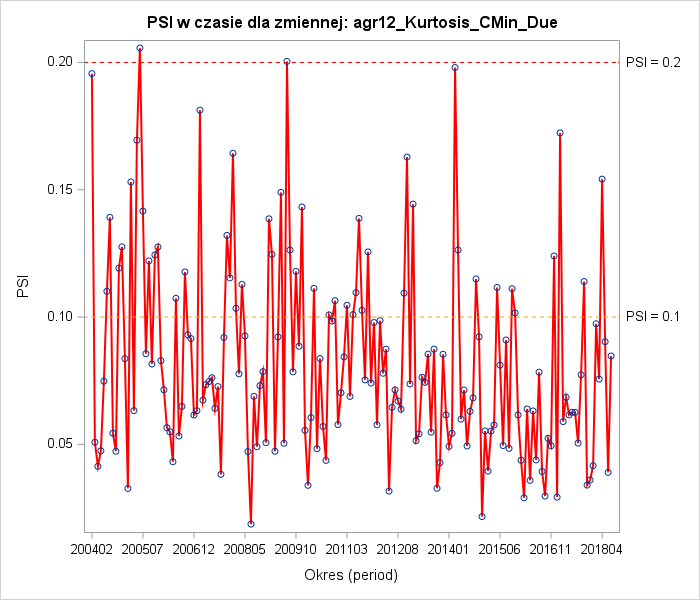 PSI w czasie dla zmiennej: agr12_Kurtosis_CMin_Due
0.20
PSI = 0.2
0.15
PSI
0.10
PSI = 0.1
0.05
200402 200507 200612 200805 200910 201103 201208 201401 201506 201611 201804
Okres (period)